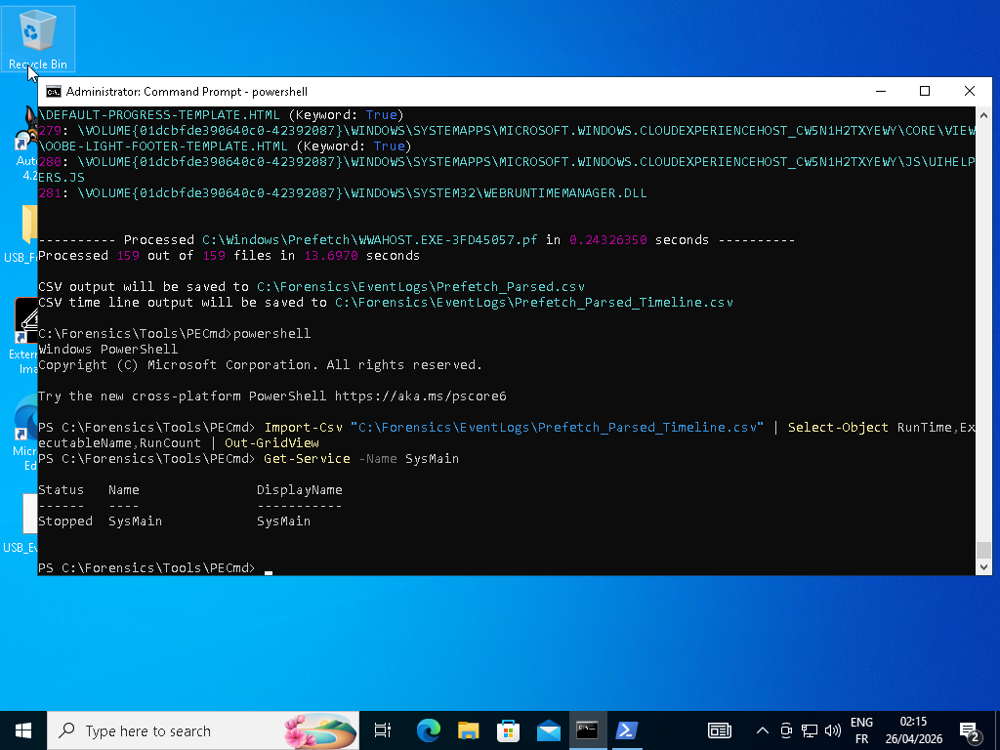 Recycle Bin
Auto
4.2
USB_F
Exter
Ima
Micr
Ed
USB_Ev
Administrator: Command Prompt - powershell
\DEFAULT-PROGRESS-TEMPLATE.HTML (Keyword: True)
279: \VOLUME{01dcbfde390640c0-42392087}\WINDOWS\SYSTEMAPPS\MICROSOFT.WINDOWS.CLOUDEXPERIENCEHOST_CW5N1H2TXYEWY\CORE\VIEW
\OOBE-LIGHT-FOOTER-TEMPLATE.HTML (Keyword: True)
280: \VOLUME{01dcbfde390640c0-42392087}\WINDOWS\SYSTEMAPPS\MICROSOFT.WINDOWS.CLOUDEXPERIENCEHOST_CW5N1H2TXYEWY\JS\UIHELP
ERS.JS
281: \VOLUME{01dcbfde390640c0-42392087}\WINDOWS\SYSTEM32\WEBRUNTIMEMANAGER.DLL
---------- Processed C:\Windows\Prefetch\WWAHOST.EXE-3FD45057.pf in 0.24326350 seconds ----------
Processed 159 out of 159 files in 13.6970 seconds
CSV output will be saved to C:\Forensics\EventLogs\Prefetch_Parsed.csv
CSV time line output will be saved to C:\Forensics\EventLogs\Prefetch_Parsed_Timeline.csv
C:\Forensics\Tools\PECmd>powershell
Windows PowerShell
Copyright (C) Microsoft Corporation. All rights reserved.
Try the new cross-platform PowerShell https://aka.ms/pscore6
PS C:\Forensics\Tools\PECmd> Import-Csv "C:\Forensics\EventLogs\Prefetch_Parsed_Timeline.csv" | Select-Object RunTime,Ex
ecutableName,RunCount | Out-GridView
PS C:\Forensics\Tools\PECmd> Get-Service -Name SysMain
Status Name DisplayName
------ ---- -----------
Stopped SysMain SysMain
PS C:\Forensics\Tools\PECmd>
Type here to search
ENG
FR
02:15
26/04/2026
2